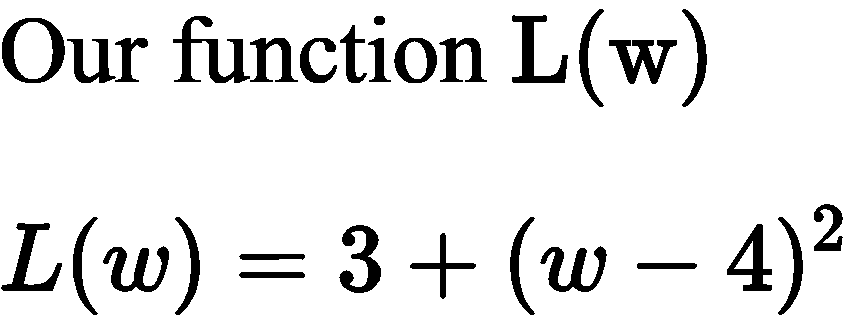 Our function L(w)
L(w) = 3 + (w − 4)²